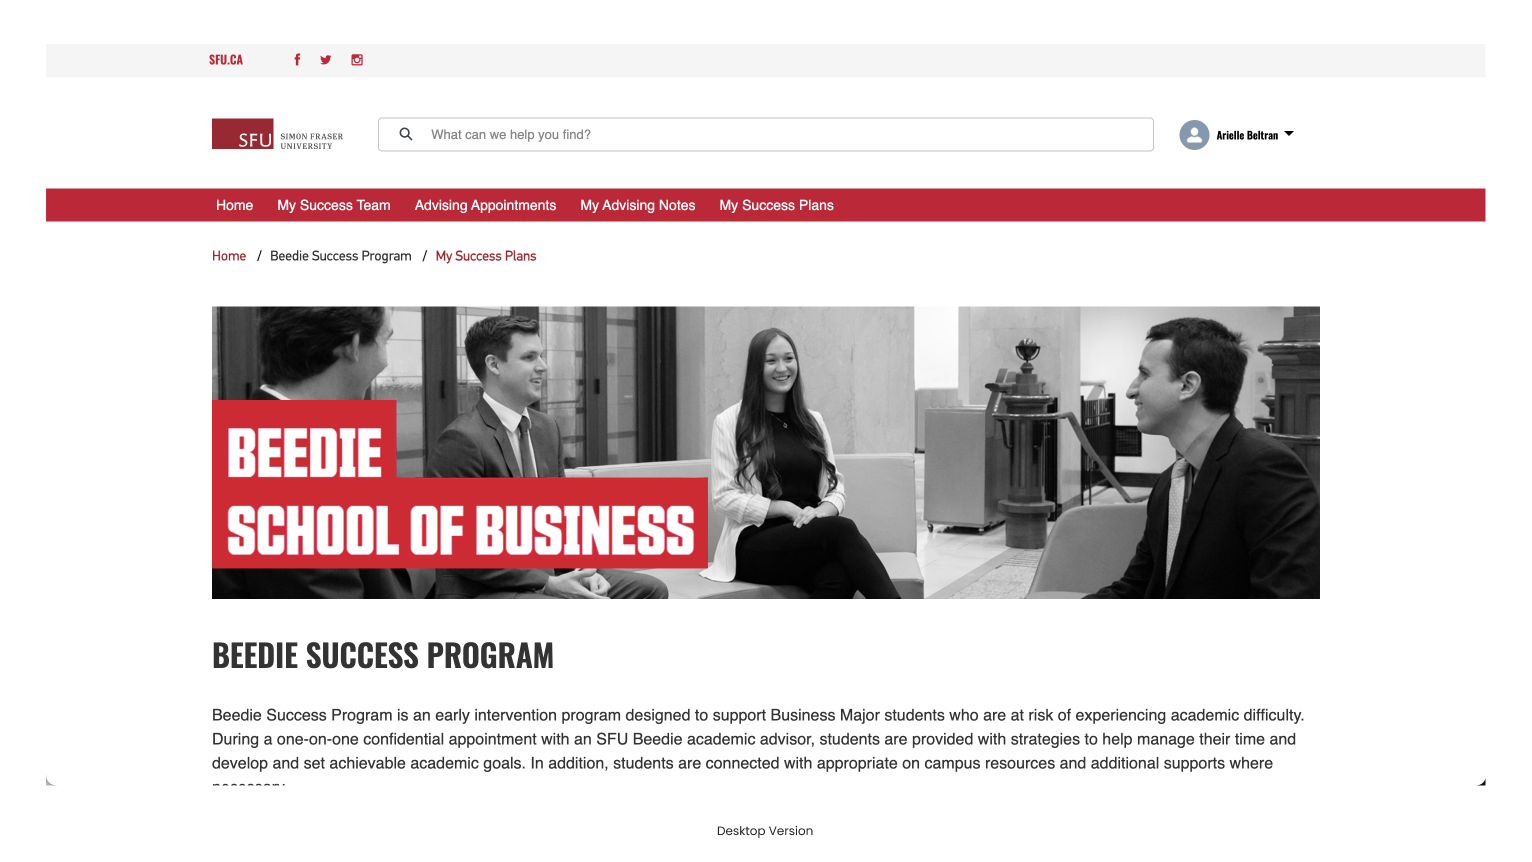 SFU.CA
SFU SIMON FRASER
UNIVERSITY
What can we help you find?
Arielle Beltran
Home My Success Team Advising Appointments My Advising Notes My Success Plans
Home / Beedie Success Program / My Success Plans
BEEDIE
SCHOOL OF BUSINESS
BEEDIE SUCCESS PROGRAM
Beedie Success Program is an early intervention program designed to support Business Major students who are at risk of experiencing academic difficulty.
During a one-on-one confidential appointment with an SFU Beedie academic advisor, students are provided with strategies to help manage their time and
develop and set achievable academic goals. In addition, students are connected with appropriate on campus resources and additional supports where
Desktop Version